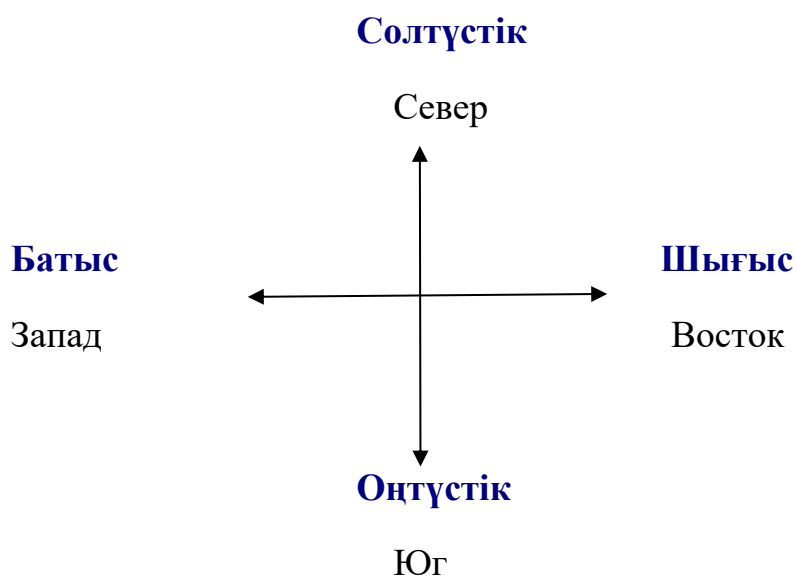 Солтүстік
Север
Батыс
Шығыс
Запад
Восток
Оңтүстік
Юг